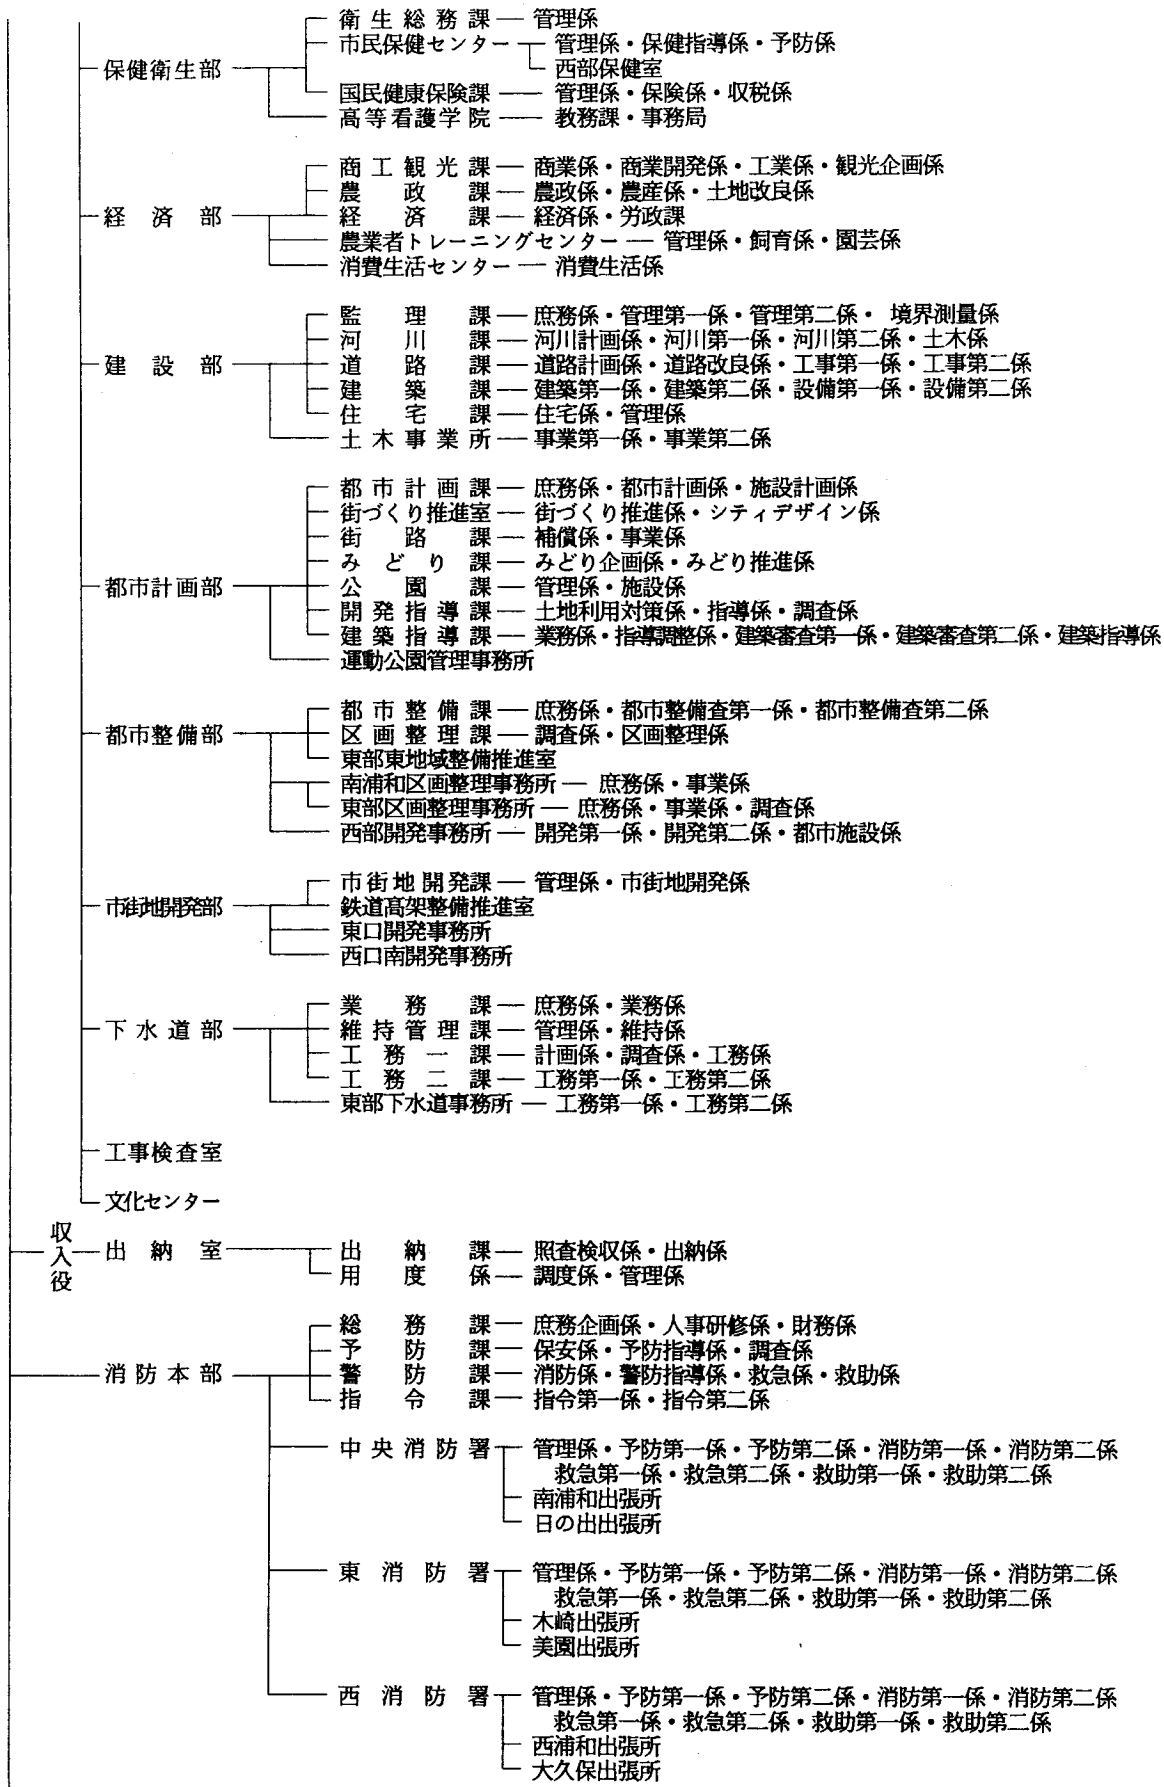 衛生総務課 管理係
市民保健センター 管理係・保健指導係・予防係
保健衛生部
西部保健室
国民健康保険課 管理係・保険係・収税係
高等看護学院 教務課・事務局
商工観光課 商業係・商業開発係・工業係・観光企画係
農政課 農政係・農産係・土地改良係
経済部 経済課 経済係・労政課
農業者トレーニングセンター 管理係・飼育係・園芸係
消費生活センター 消費生活係
監理課 庶務係・管理第一係・管理第二係・境界測量係
河川課 河川計画係・河川第一係・河川第二係・土木係
建設部 道路課 道路計画係・道路改良係・工事第一係・工事第二係
建築課 建築第一係・建築第二係・設備第一係・設備第二係
住宅課 住宅係・管理係
土木事業所 事業第一係・事業第二係
都市計画課 庶務係・都市計画係・施設計画係
街づくり推進室 街づくり推進係・シティデザイン係
街路課 補償係・事業係
みどり課 みどり企画係・みどり推進係
都市計画部 公園課 管理係・施設係
開発指導課 土地利用対策係・指導係・調査係
建築指導課 業務係・指導調整係・建築審査第一係・建築審査第二係・建築指導係
運動公園管理事務所
都市整備課 庶務係・都市整備査第一係・都市整備査第二係
都市整備部 区画整理課 調査係・区画整理係
東部東地域整備推進室
南浦和区画整理事務所 庶務係・事業係
東部区画整理事務所 庶務係・事業係・調査係
西部開発事務所 開発第一係・開発第二係・都市施設係
市街地開発課 管理係・市街地開発係
市街地開発部 鉄道高架整備推進室
東口開発事務所
西口南開発事務所
業務課 庶務係・業務係
下水道部 維持管理課 管理係・維持係
工務一課 計画係・調査係・工務係
工務二課 工務第一係・工務第二係
東部下水道事務所 工務第一係・工務第二係
工事検査室
文化センター
収入役 出納室 出納課 照査検収係・出納係
用度係 調度係・管理係
総務課 庶務企画係・人事研修係・財務係
予防課 保安係・予防指導係・調査係
消防本部 警防課 消防係・警防指導係・救急係・救助係
指令課 指令第一係・指令第二係
中央消防署 管理係・予防第一係・予防第二係・消防第一係・消防第二係
救急第一係・救急第二係・救助第一係・救助第二係
南浦和出張所
日の出出張所
東消防署 管理係・予防第一係・予防第二係・消防第一係・消防第二係
救急第一係・救急第二係・救助第一係・救助第二係
木崎出張所
美園出張所
西消防署 管理係・予防第一係・予防第二係・消防第一係・消防第二係
救急第一係・救急第二係・救助第一係・救助第二係
西浦和出張所
大久保出張所